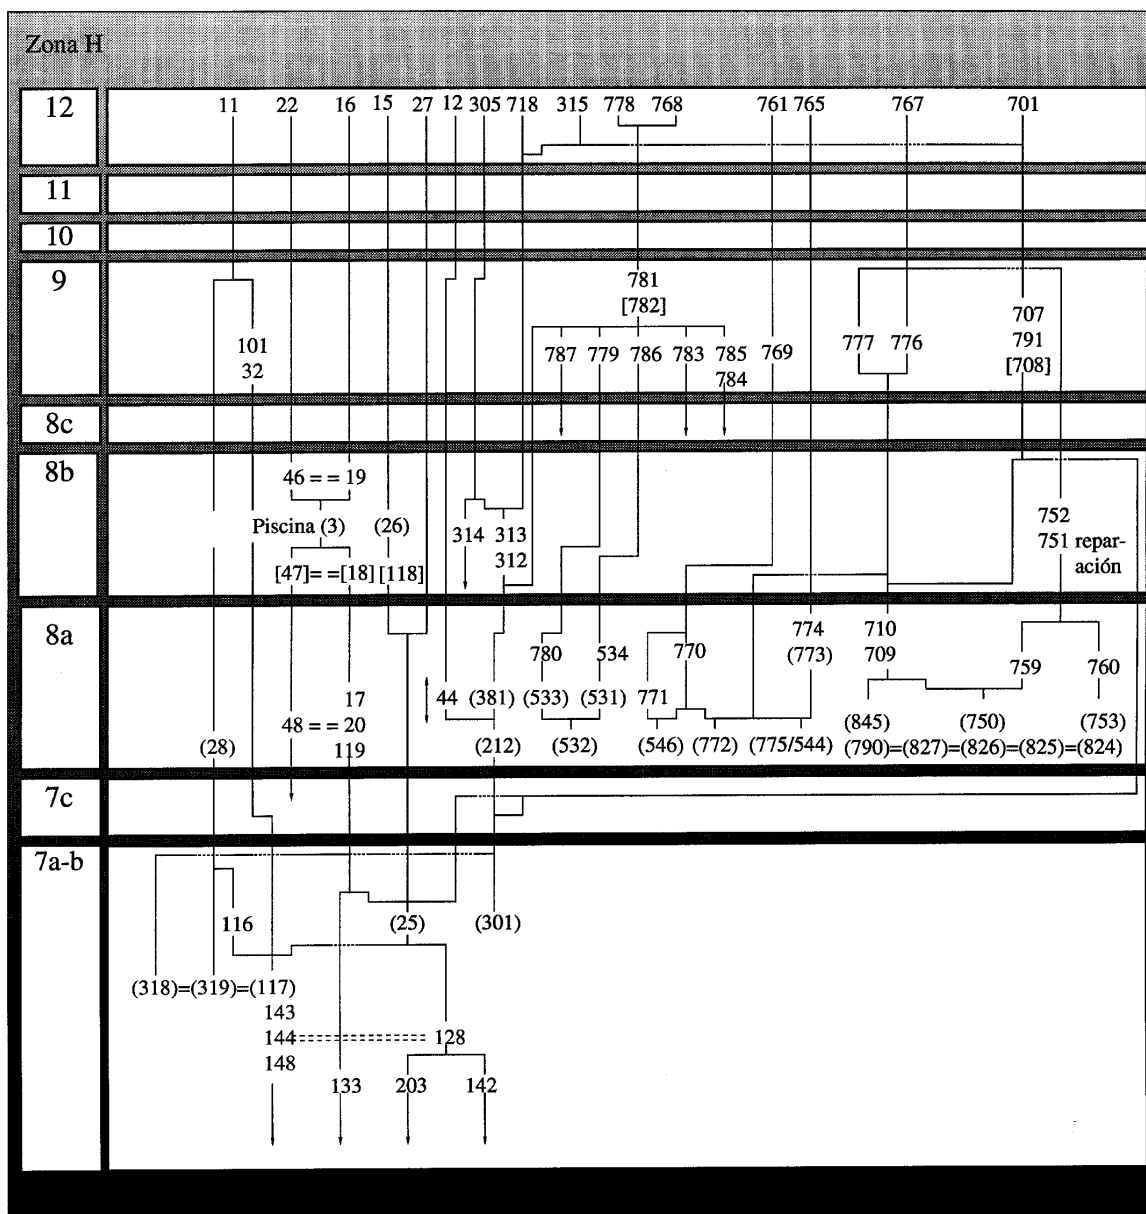 Zona H
12 11 22 16 15 27 12 305 718 315 778 768 761 765 767 701
11
10
9
781
[782]
707
777 776 791
101 787 779 786 783 785 769
32 784 [708]
8c
8b
46 = = 19
Piscina (3) (26) 314 313 752
312 751 repar-
ación
[47]= =[18] [118]
8a
774 710
780 534 770 (773) 709 759 760
17 44 (381) (533) (531) 771
48 = = 20 (845) (750) (753)
(28) 119 (212) (532) (546) (772) (775/544) (790)=(827)=(826)=(825)=(824)
7c
7a-b
116 (25) (301)
(318)=(319)=(117)
143
144 ===== 128
148
133 203 142